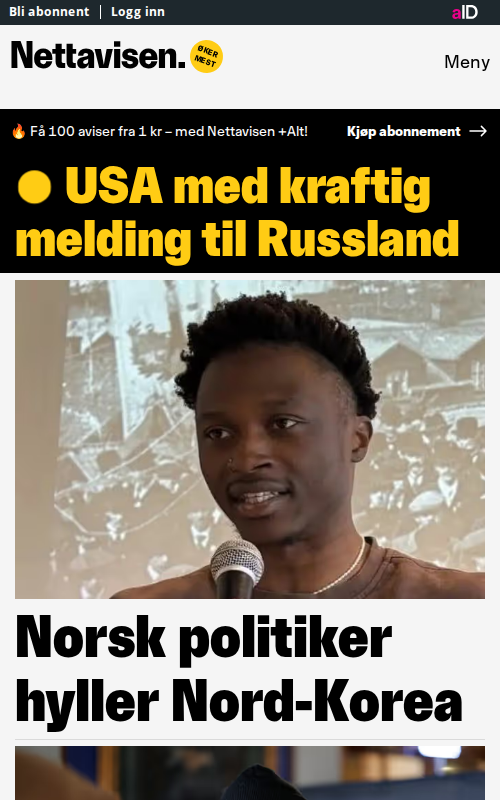 Bli abonnent | Logg inn
aID
Nettavisen.
ØKER
MEST
Meny
🔥 Få 100 aviser fra 1 kr – med Nettavisen +Alt!
Kjøp abonnement →
USA med kraftig
melding til Russland
Norsk politiker
hyller Nord-Korea